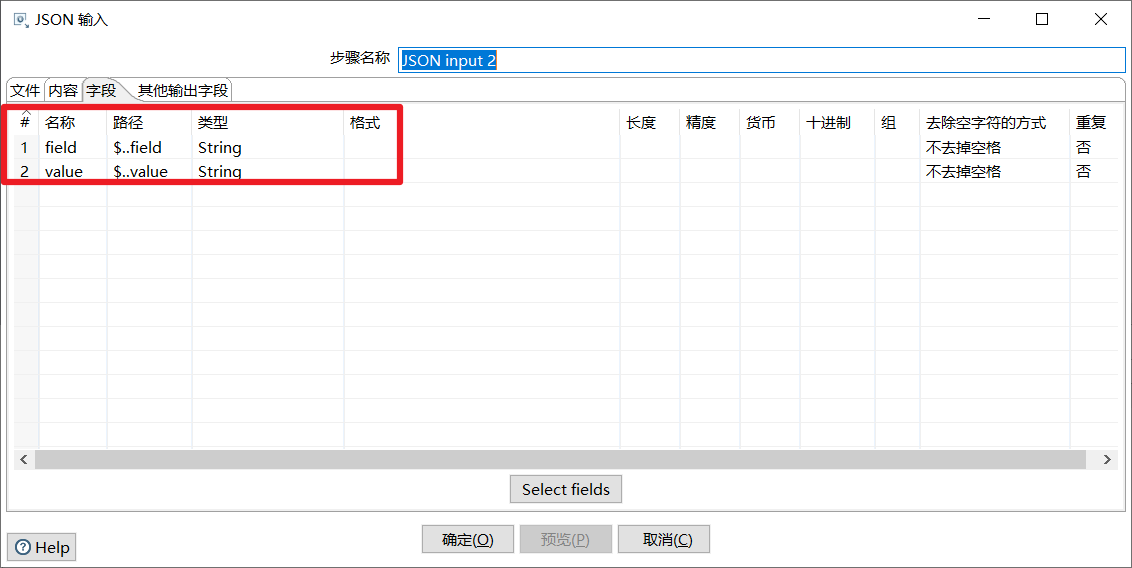 JSON 输入
步骤名称 JSON input 2
文件 内容 字段 其他输出字段
# 名称 路径 类型 格式 长度 精度 货币 十进制 组 去除空字符的方式 重复
1 field $..field String 不去掉空格 否
2 value $..value String 不去掉空格 否
Select fields
Help 确定(O) 预览(P) 取消(C)